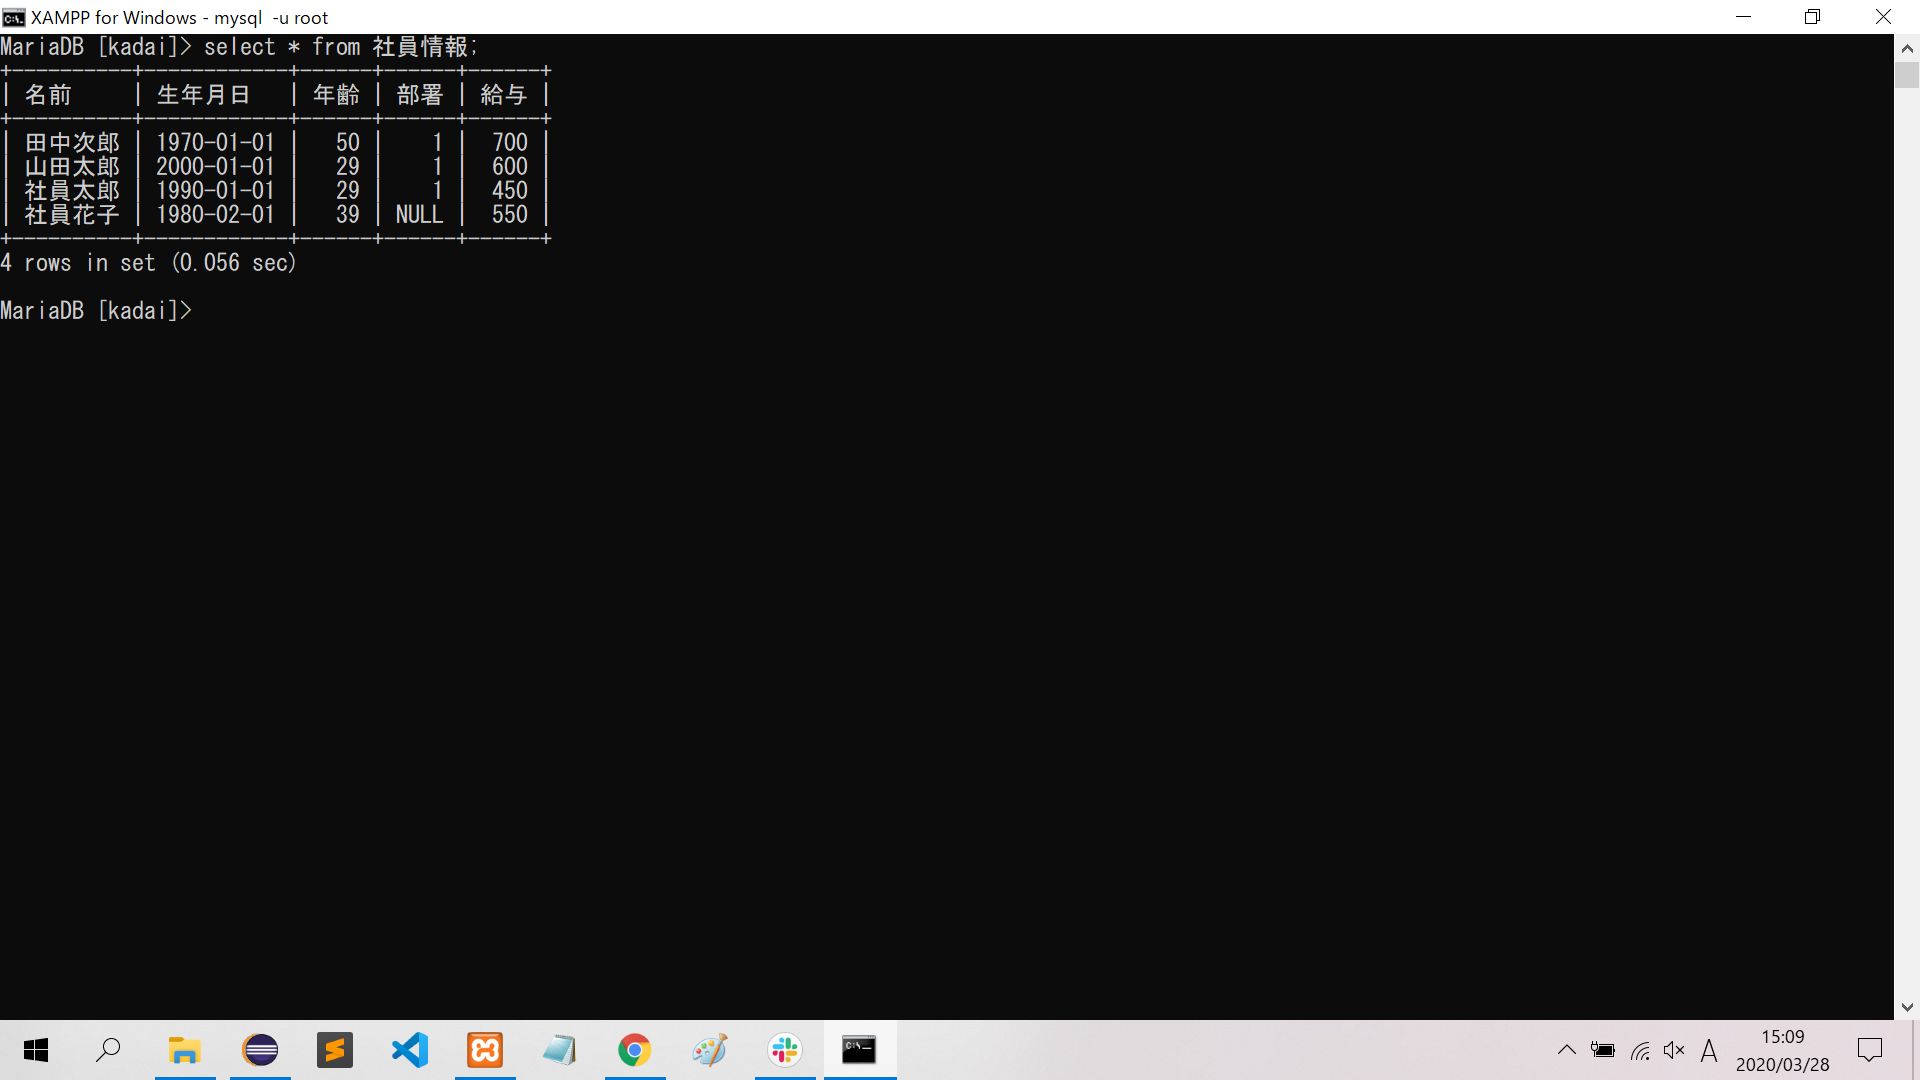 XAMPP for Windows - mysql  -u root
MariaDB [kadai]> select * from 社員情報;
+----------+------------+------+------+------+
| 名前     | 生年月日   | 年齢 | 部署 | 給与 |
+----------+------------+------+------+------+
| 田中次郎 | 1970-01-01 |   50 |    1 |  700 |
| 山田太郎 | 2000-01-01 |   29 |    1 |  600 |
| 社員太郎 | 1990-01-01 |   29 |    1 |  450 |
| 社員花子 | 1980-02-01 |   39 | NULL |  550 |
+----------+------------+------+------+------+
4 rows in set (0.056 sec)
MariaDB [kadai]>
A
15:09
2020/03/28